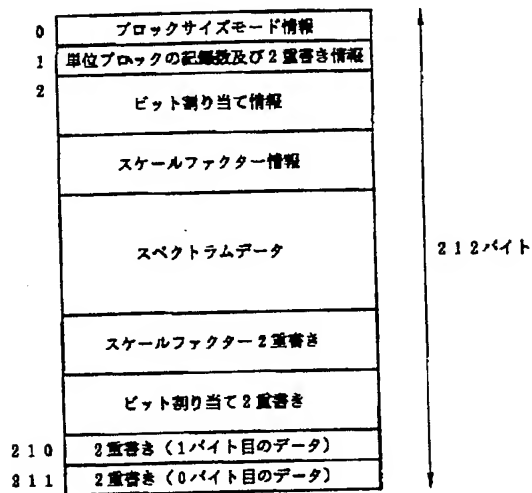 0 ブロックサイズモード情報
1 単位ブロックの記録数及び2重書き情報
2 ビット割り当て情報
スケールファクター情報
スペクトラムデータ
212バイト
スケールファクター2重書き
ビット割り当て2重書き
210 2重書き（1バイト目のデータ）
211 2重書き（0バイト目のデータ）